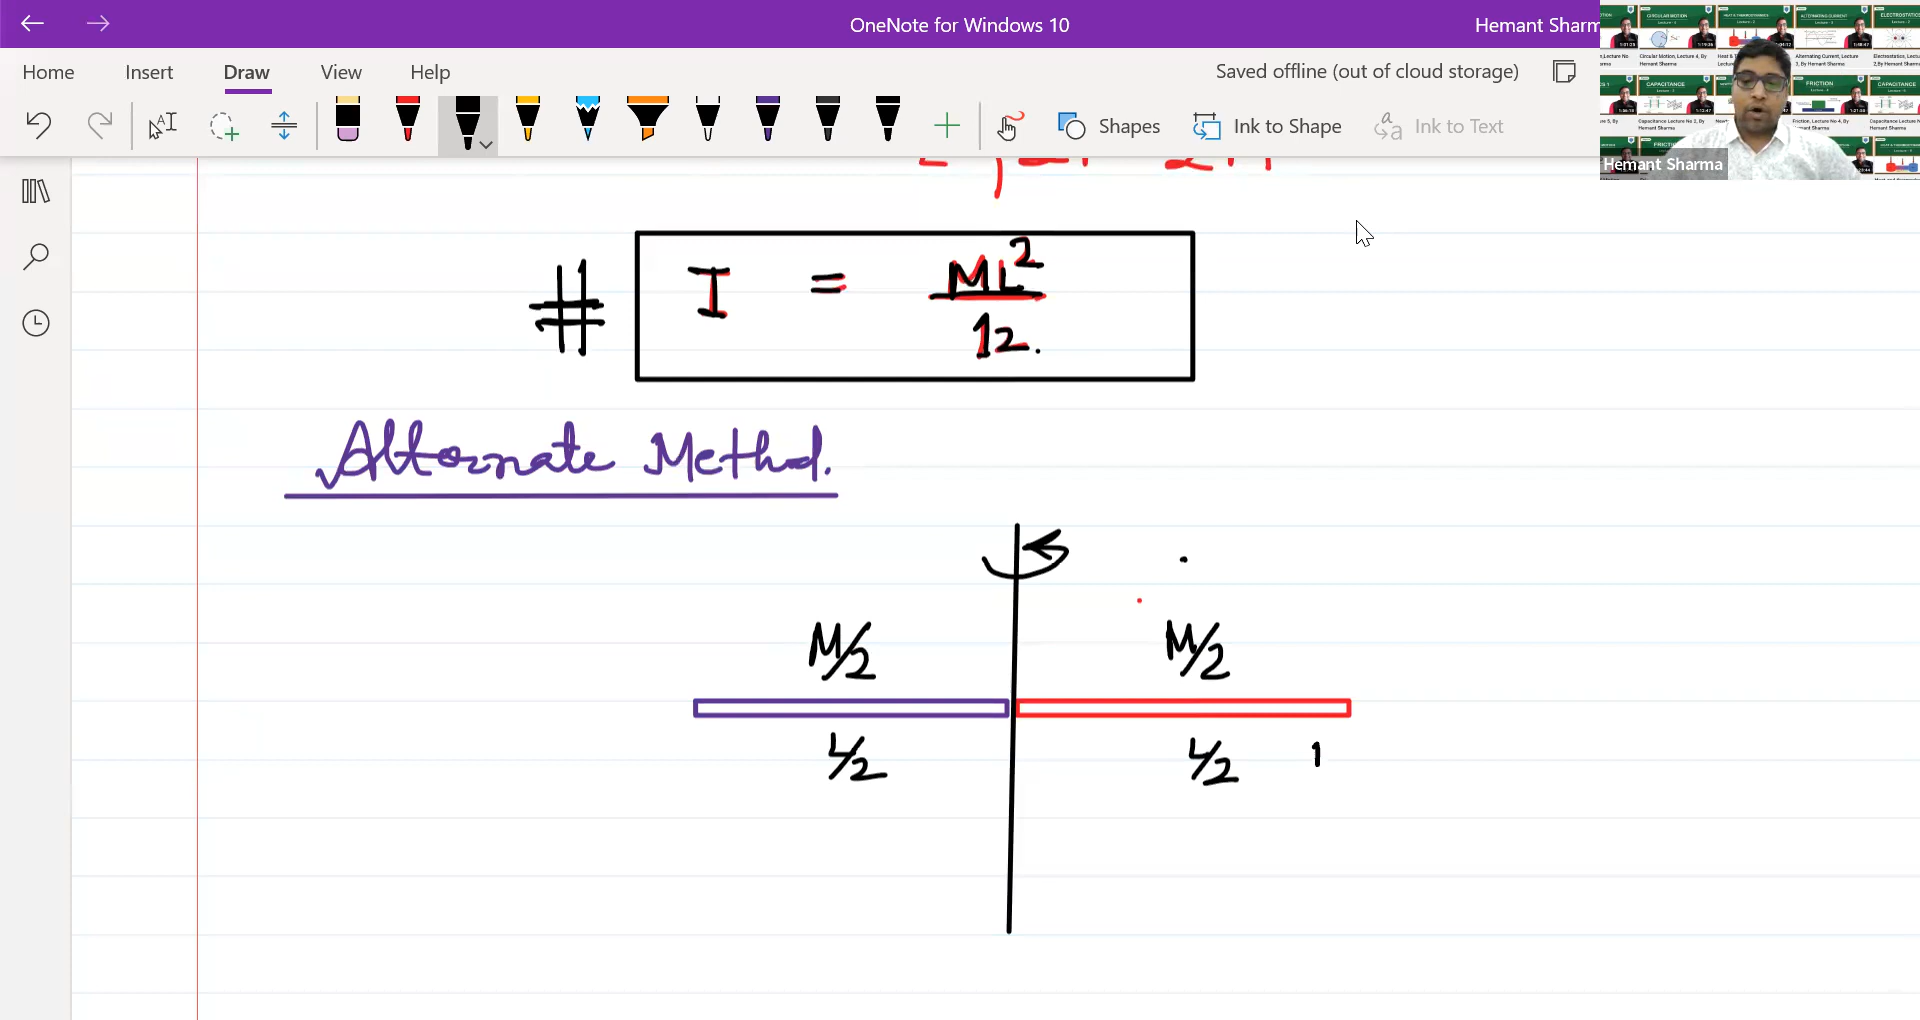 OneNote for Windows 10
Hemant Sharm
Home Insert Draw View Help
Saved offline (out of cloud storage)
Shapes Ink to Shape Ink to Text
Hemant Sharma
# I = ML²/12.
Alternate Method.
M/2 M/2
L/2 L/2 1